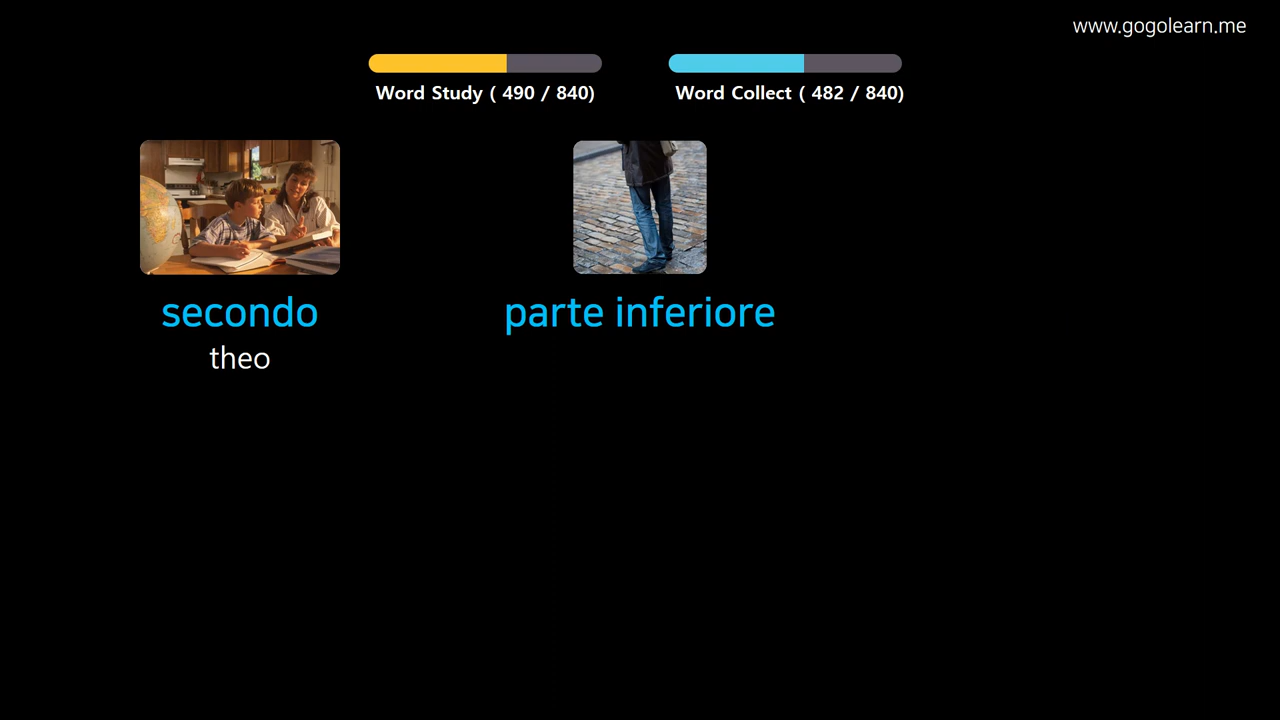 www.gogolearn.me
Word Study ( 490 / 840)
Word Collect ( 482 / 840)
secondo
parte inferiore
theo